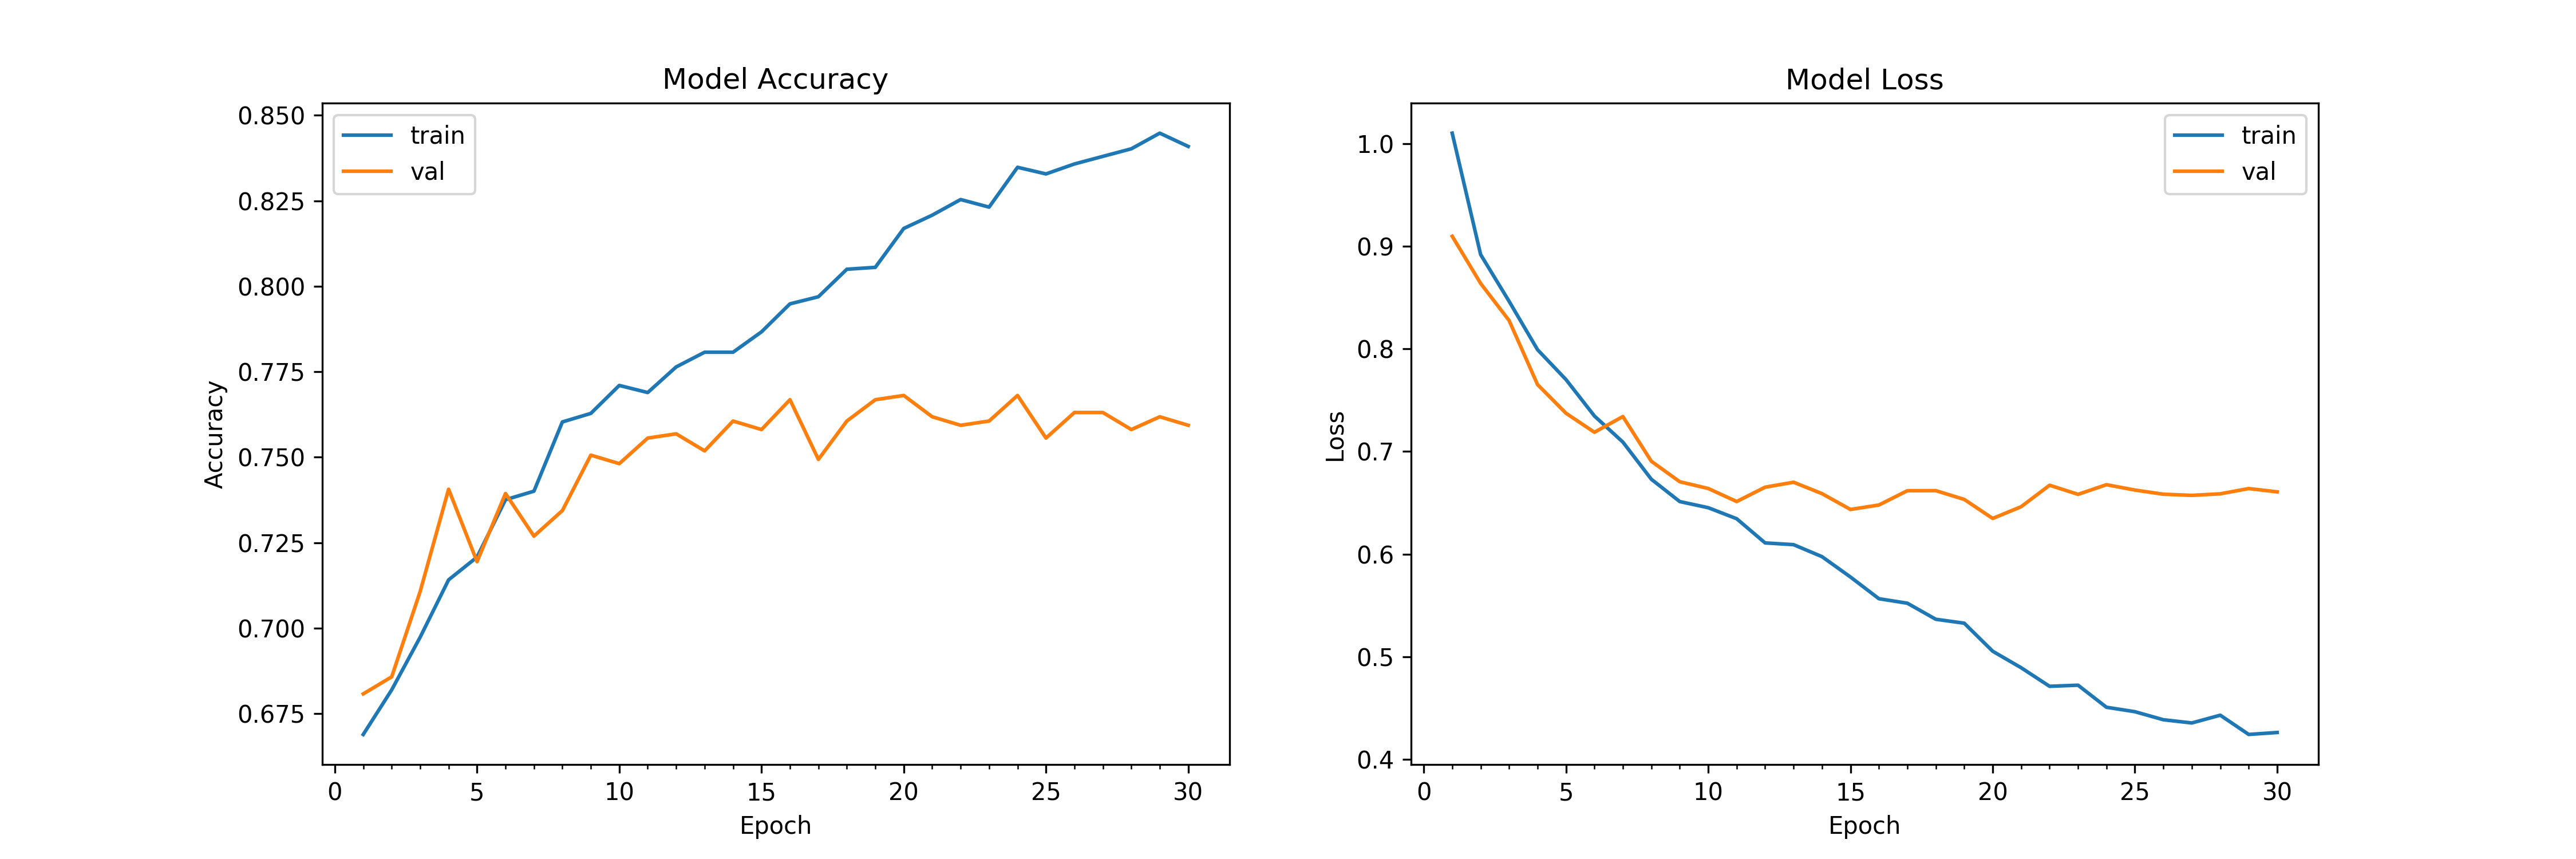 Model Accuracy
0.850
0.825
0.800
0.775
0.750
0.725
0.700
0.675
Accuracy
train
val
0 5 10 15 20 25 30
Epoch
Model Loss
1.0
0.9
0.8
0.7
0.6
0.5
0.4
Loss
train
val
0 5 10 15 20 25 30
Epoch